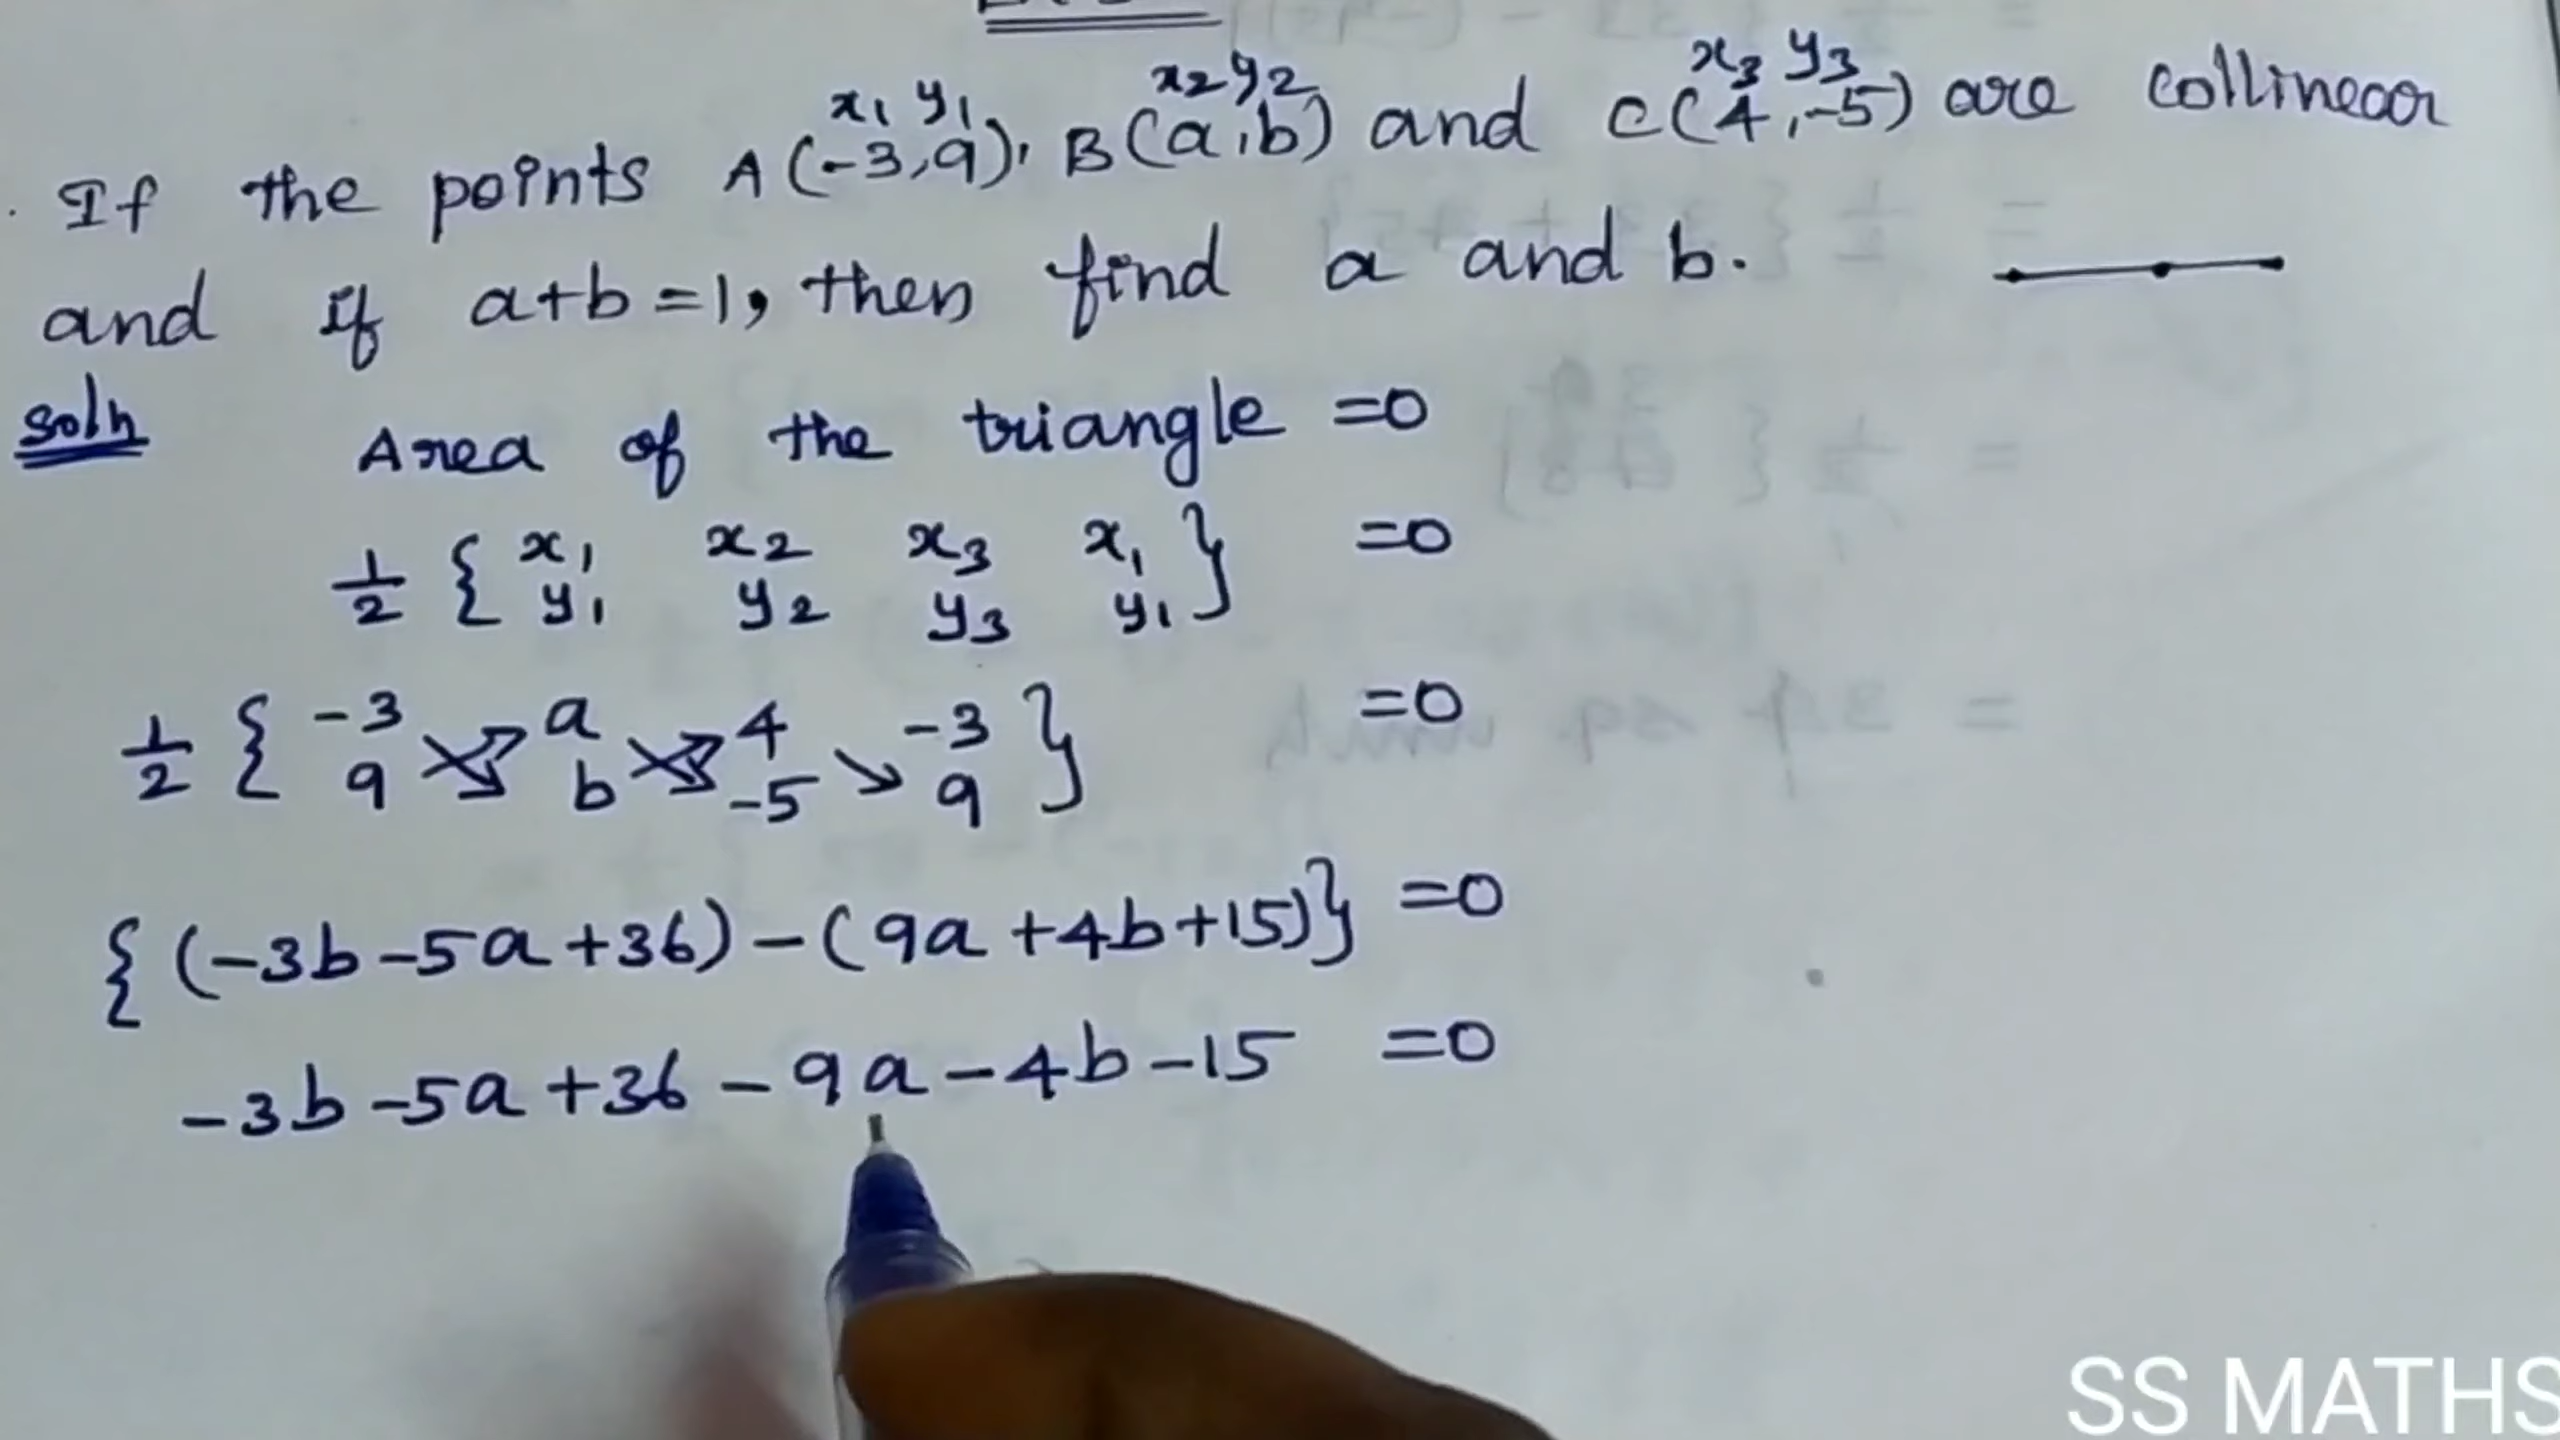 x1 y1 x2 y2 x3 y3
If the points A(-3,9), B(a,b) and C(4,-5) are collinear
and if a+b=1, then find a and b.
Soln
Area of the triangle =0
1/2 { x1 x2 x3 x1 } =0
y1 y2 y3 y1
1/2 { -3 a 4 -3 } =0
9 b -5 9
{(-3b-5a+36)-(9a+4b+15)} =0
-3b-5a+36-9a-4b-15 =0
SS MATHS